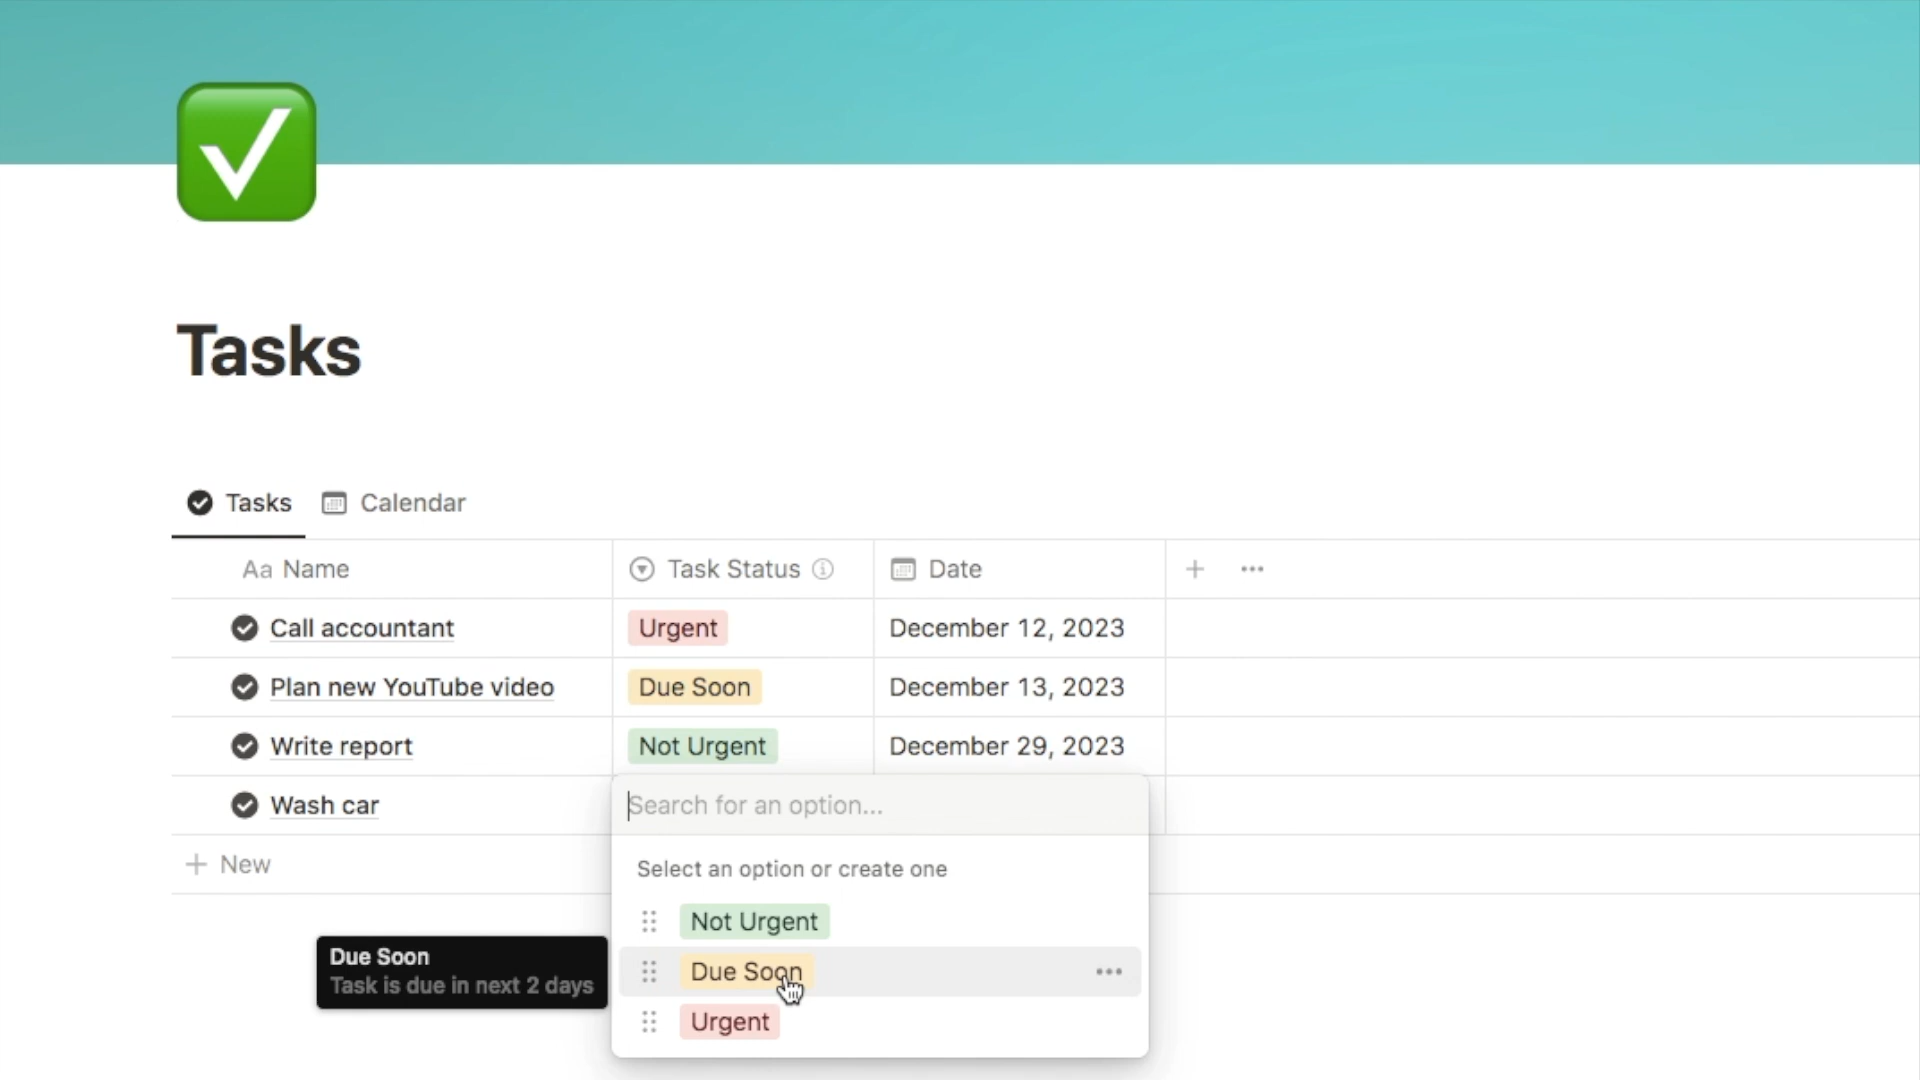 Tasks
Tasks Calendar
Aa Name Task Status Date
Call accountant Urgent December 12, 2023
Plan new YouTube video Due Soon December 13, 2023
Write report Not Urgent December 29, 2023
Wash car Search for an option...
New
Select an option or create one
Not Urgent
Due Soon
Task is due in next 2 days
Due Soon
Urgent